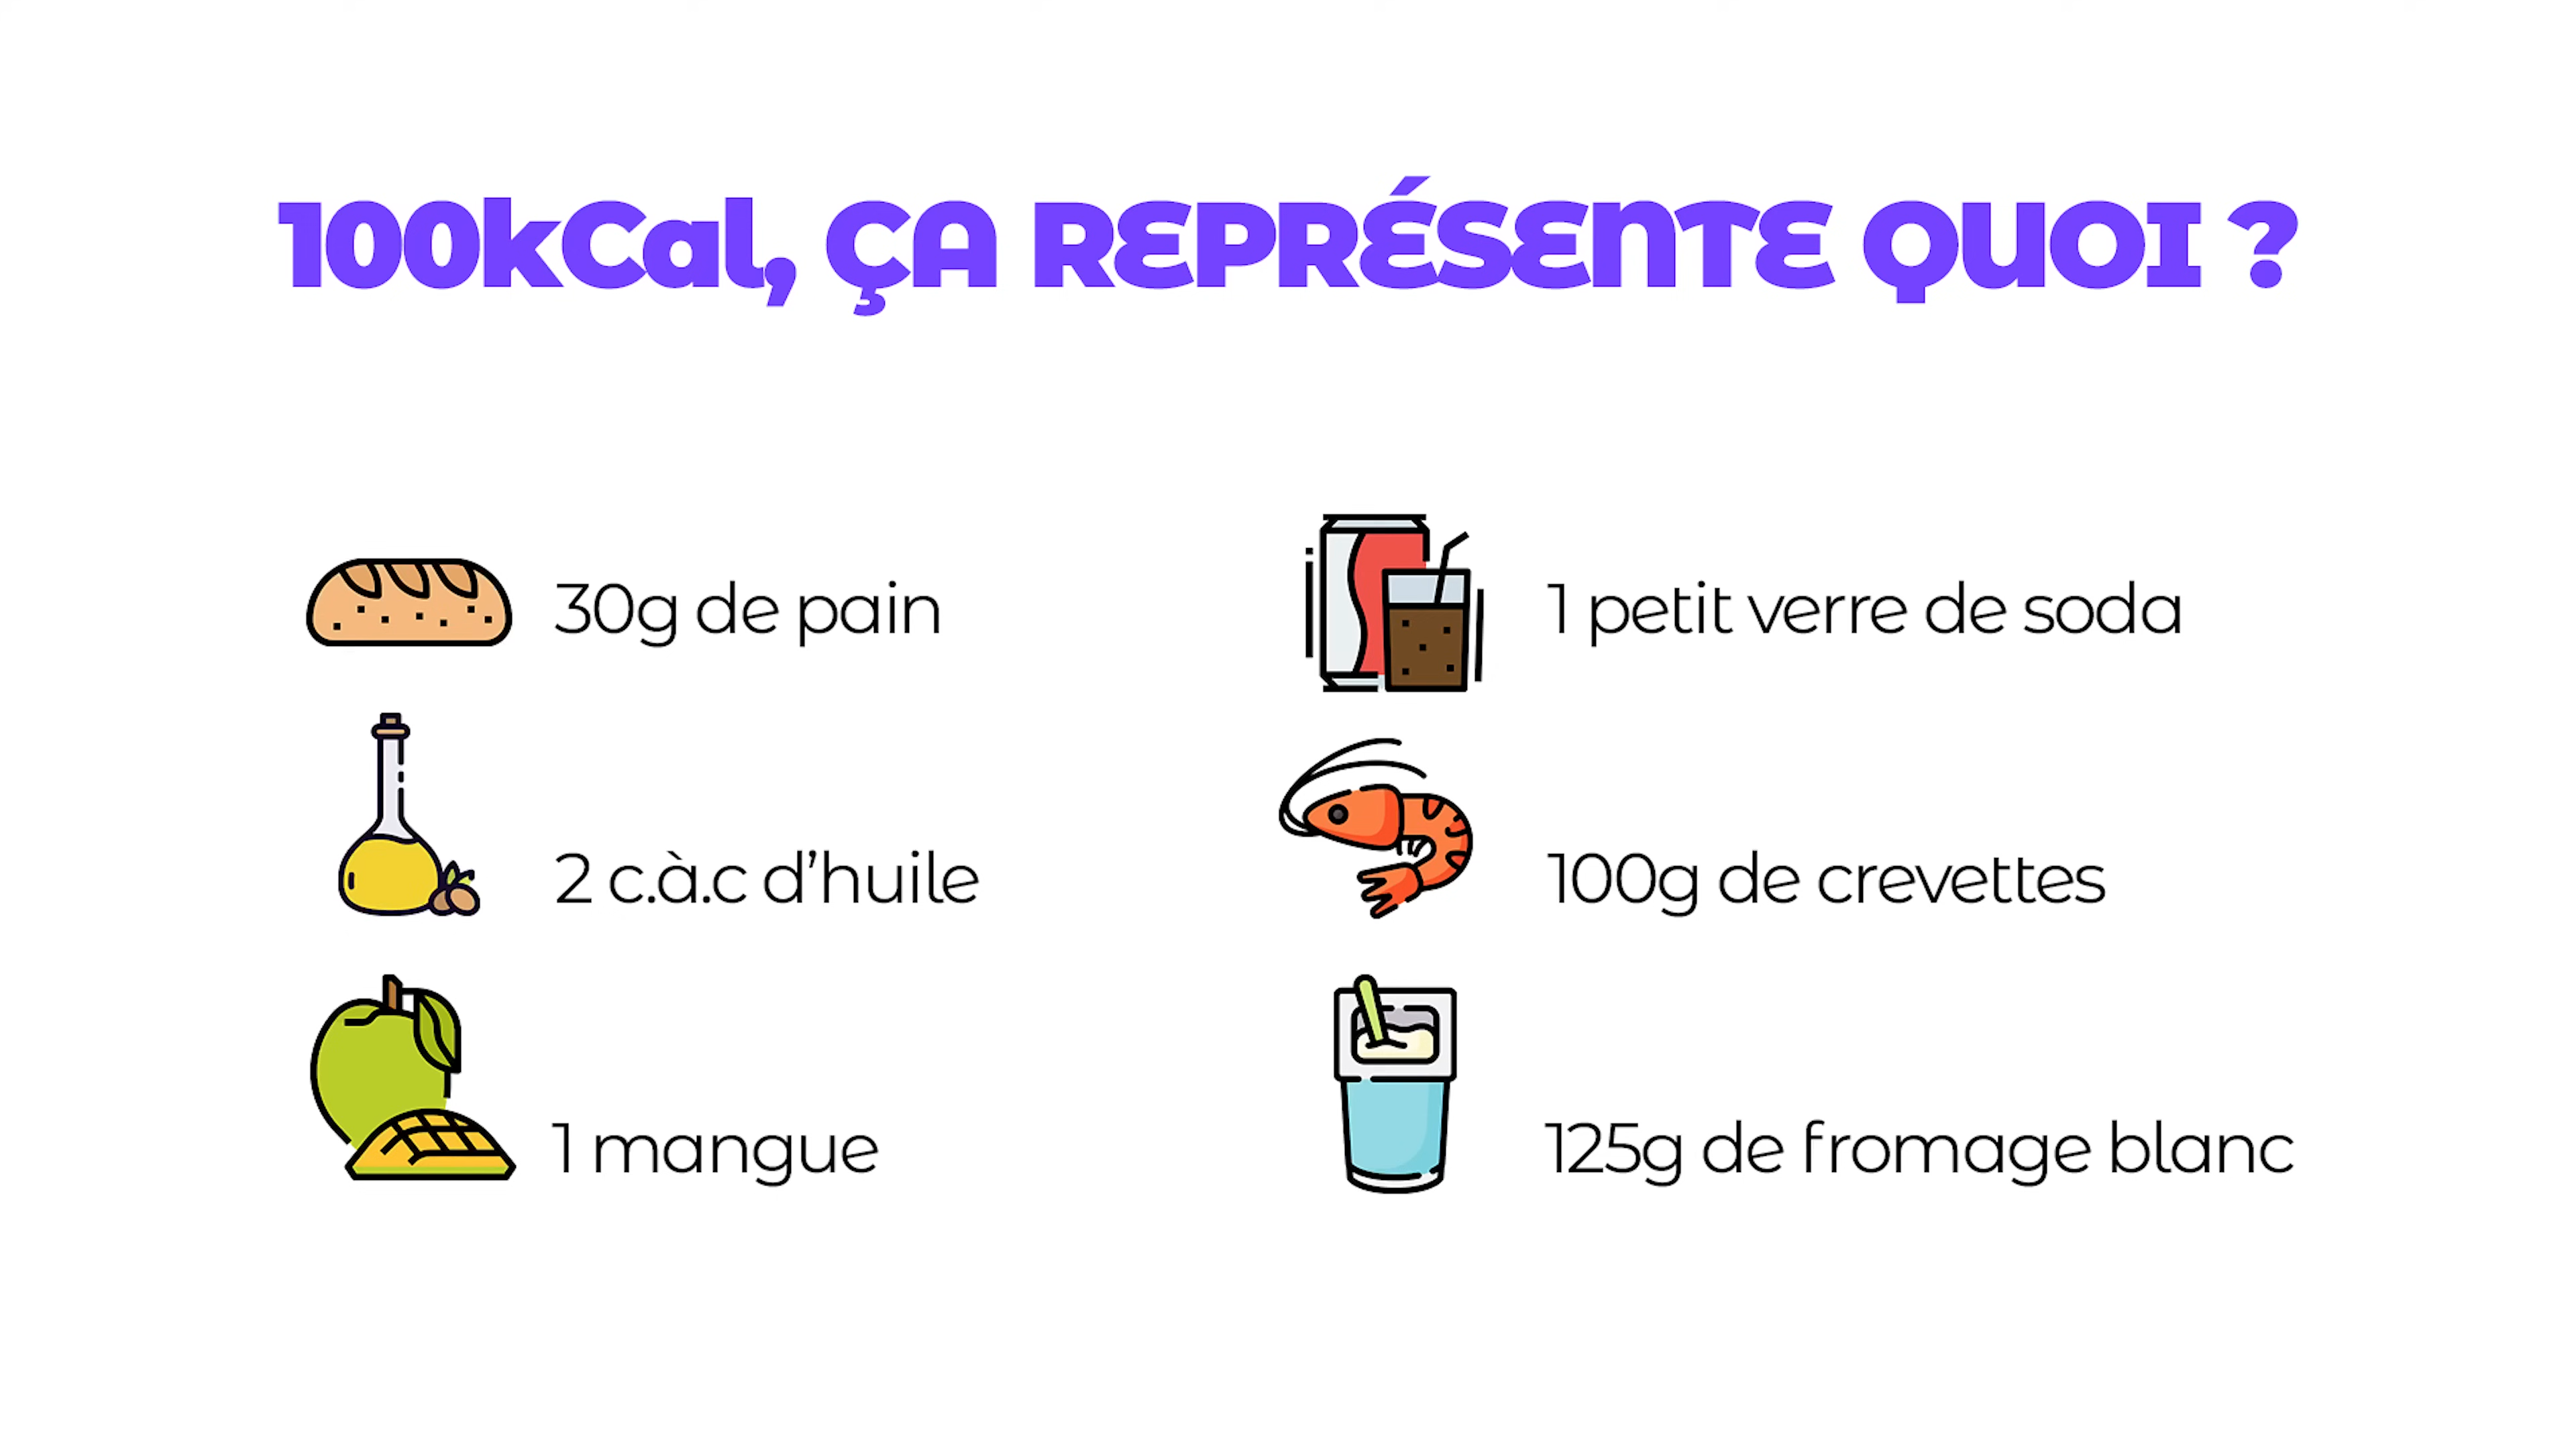 100kCal, ÇA REPRÉSENTE QUOI ?
30g de pain
2 c.à.c d’huile
1 mangue
1 petit verre de soda
100g de crevettes
125g de fromage blanc